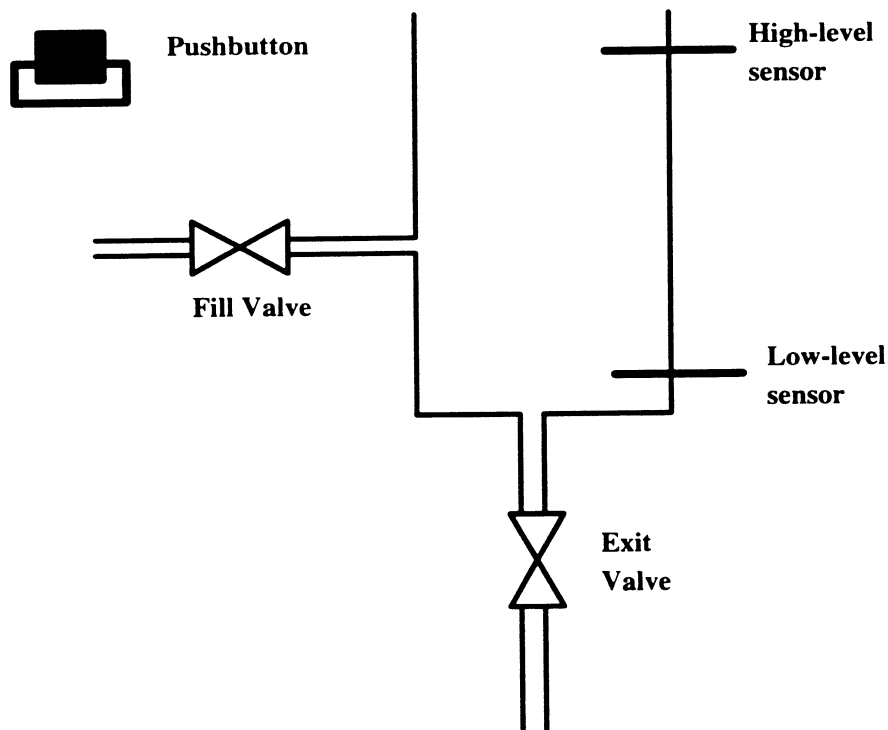 Pushbutton
High-level
sensor
Fill Valve
Low-level
sensor
Exit
Valve